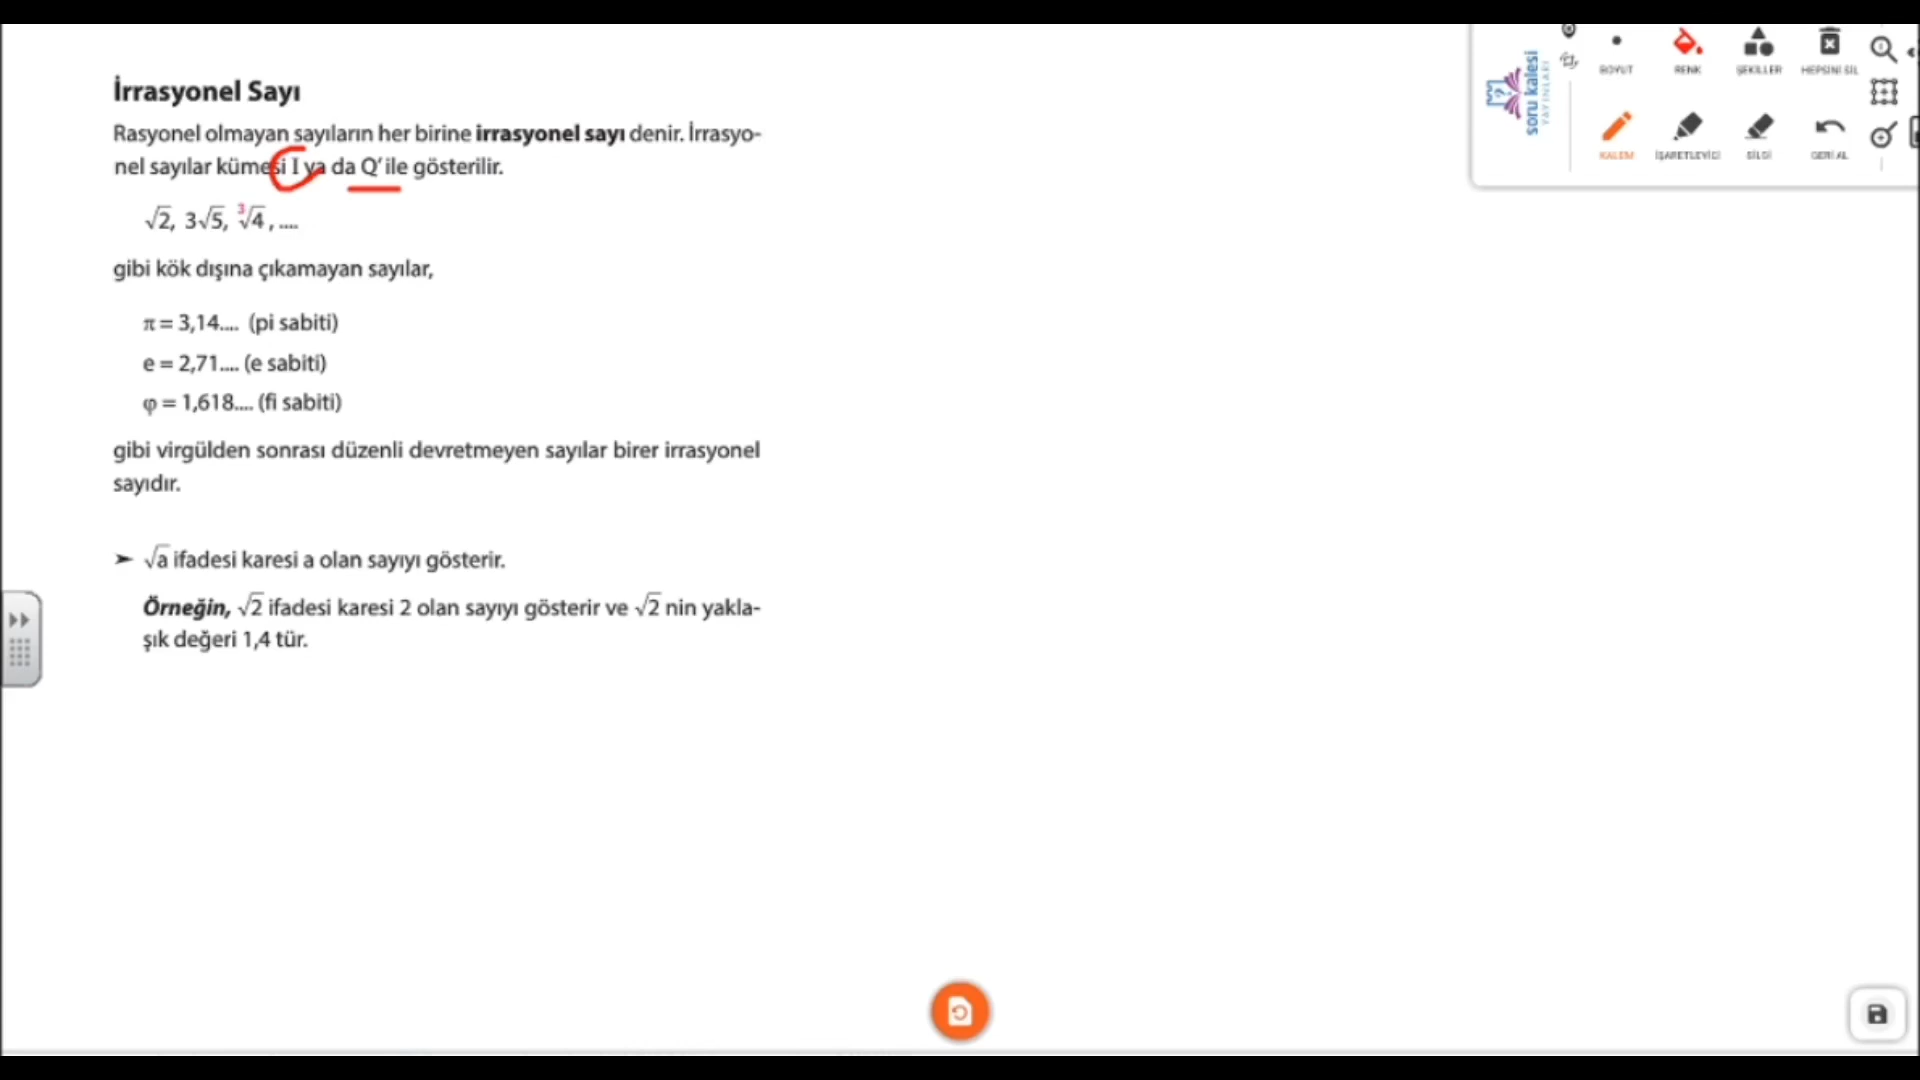 İrrasyonel Sayı
Rasyonel olmayan sayıların her birine irrasyonel sayı denir. İrrasyo-
nel sayılar kümesi I ya da Q' ile gösterilir.
√2, 3√5, ³√4 , ....
gibi kök dışına çıkamayan sayılar,
π = 3,14.... (pi sabiti)
e = 2,71.... (e sabiti)
φ = 1,618.... (fi sabiti)
gibi virgülden sonrası düzenli devretmeyen sayılar birer irrasyonel
sayıdır.
➤ √a ifadesi karesi a olan sayıyı gösterir.
Örneğin, √2 ifadesi karesi 2 olan sayıyı gösterir ve √2 nin yakla-
şık değeri 1,4 tür.
soru kalesi
YAYINLARI
BOYUT
RENK
ŞEKİLLER
HEPSİNİ SİL
KALEM
İŞARETLEYİCİ
SİLGİ
GERİ AL